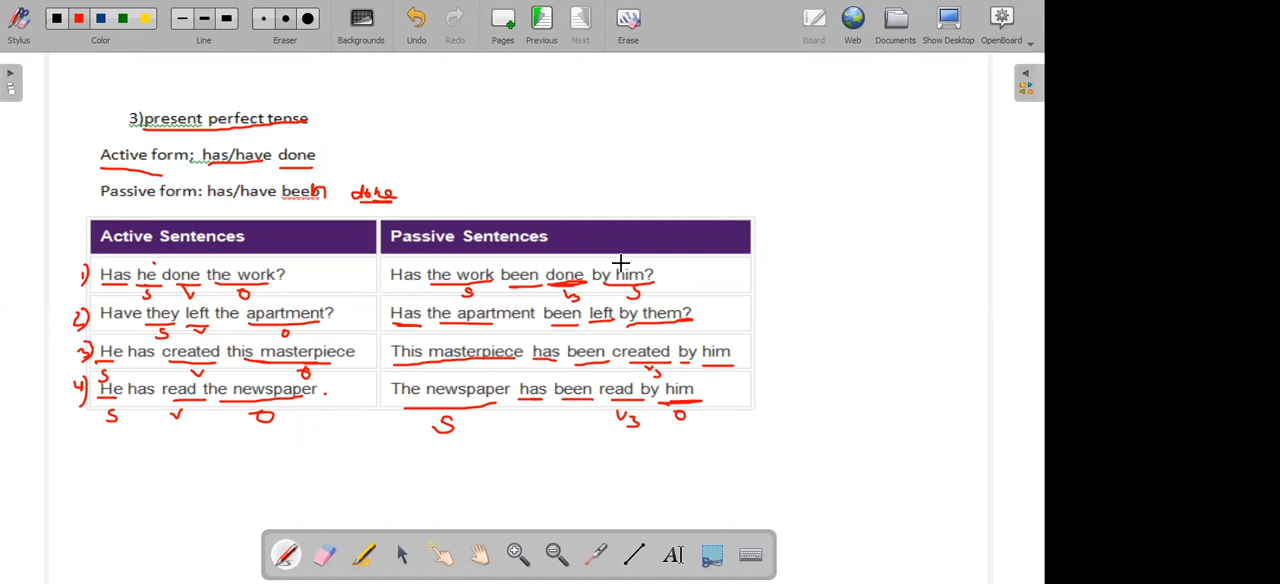 Stylus Color Line Eraser Backgrounds Undo Redo Pages Previous Next Erase Board Web Documents Show Desktop OpenBoard
3)present perfect tense
Active form; has/have done
Passive form: has/have been done
Active Sentences Passive Sentences
1) Has he done the work? Has the work been done by him?
S V O S V3 S
2) Have they left the apartment? Has the apartment been left by them?
S V O
3) He has created this masterpiece This masterpiece has been created by him
S V O V3
4) He has read the newspaper . The newspaper has been read by him
S V O S V3 O